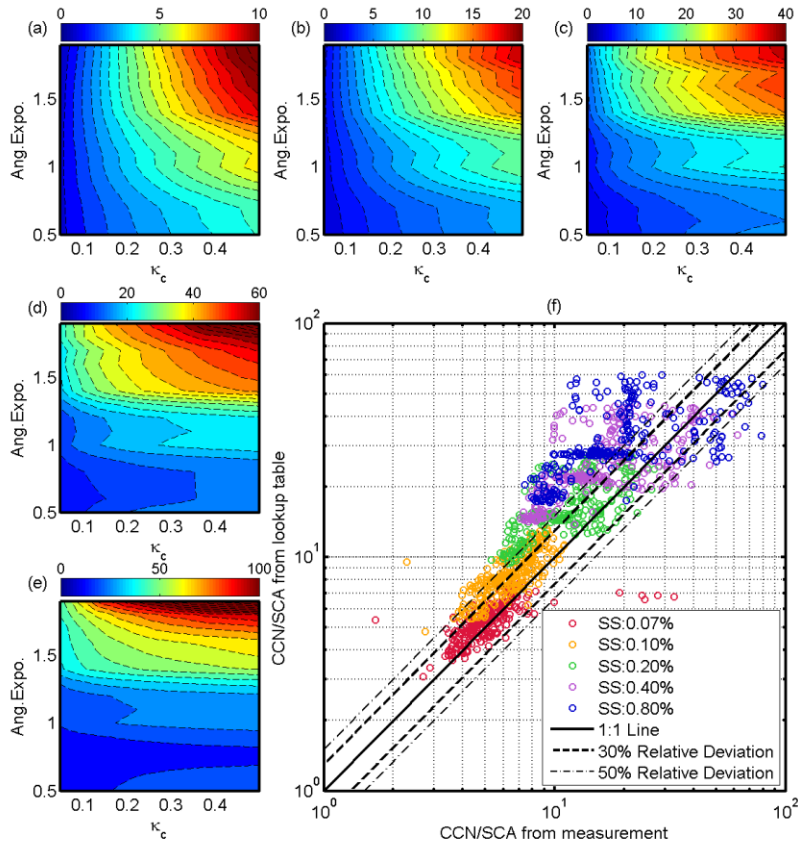 (a) 0 5 10
(b) 0 5 10 15 20
(c) 0 10 20 30 40
Ang.Expo.
1.5
1
0.5
0.1 0.2 0.3 0.4
κc
Ang.Expo.
1.5
1
0.5
0.1 0.2 0.3 0.4
κc
Ang.Expo.
1.5
1
0.5
0.1 0.2 0.3 0.4
κc
(d) 0 20 40 60
Ang.Expo.
1.5
1
0.5
0.1 0.2 0.3 0.4
κc
(e) 0 50 100
Ang.Expo.
1.5
1
0.5
0.1 0.2 0.3 0.4
κc
(f)
CCN/SCA from lookup table
10²
10¹
10⁰
SS:0.07%
SS:0.10%
SS:0.20%
SS:0.40%
SS:0.80%
1:1 Line
30% Relative Deviation
50% Relative Deviation
10⁰ 10¹ 10²
CCN/SCA from measurement